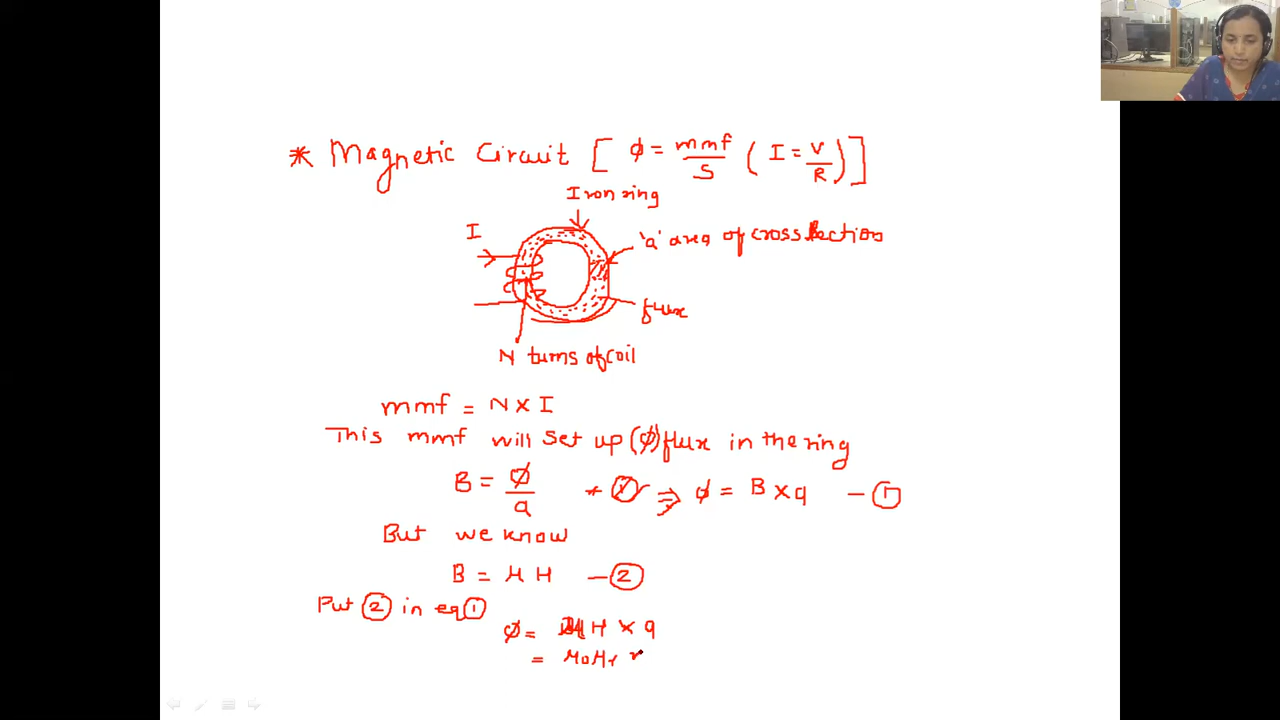 * Magnetic Circuit [ φ = mmf/S ( I = V/R ) ]
Iron ring
I
'a' area of cross section
flux
N turns of coil
mmf = N × I
This mmf will set up (φ) flux in the ring
B = φ/a ⇒ φ = B × a — ①
But we know
B = μ H — ②
Put ② in eq ①
φ = μ H × a
= μ0 μr